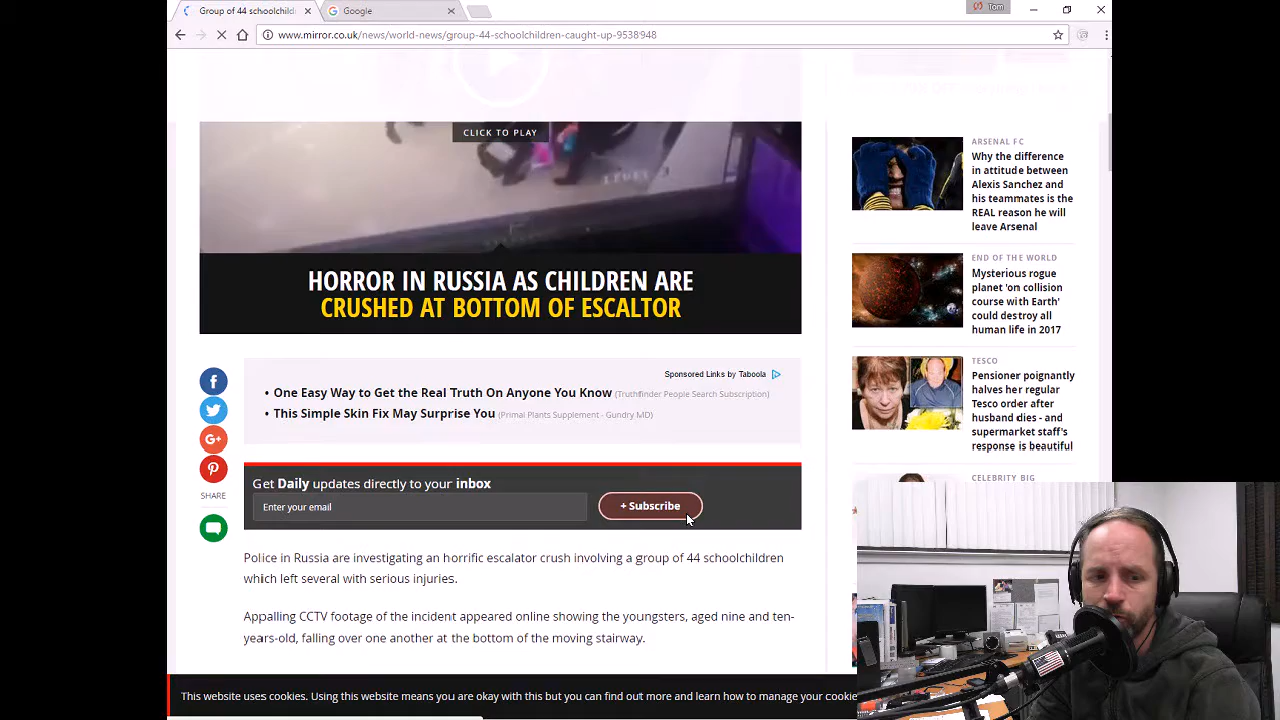 Group of 44 schoolchildr
Google
Tom
www.mirror.co.uk/news/world-news/group-44-schoolchildren-caught-up-9538948
CLICK TO PLAY
HORROR IN RUSSIA AS CHILDREN ARE
CRUSHED AT BOTTOM OF ESCALTOR
Sponsored Links by Taboola
• One Easy Way to Get the Real Truth On Anyone You Know (Truthfinder People Search Subscription)
• This Simple Skin Fix May Surprise You (Primal Plants Supplement - Gundry MD)
SHARE
Get Daily updates directly to your inbox
Enter your email
+ Subscribe
Police in Russia are investigating an horrific escalator crush involving a group of 44 schoolchildren
which left several with serious injuries.
Appalling CCTV footage of the incident appeared online showing the youngsters, aged nine and ten-
years-old, falling over one another at the bottom of the moving stairway.
This website uses cookies. Using this website means you are okay with this but you can find out more and learn how to manage your cookie
ARSENAL FC
Why the difference
in attitude between
Alexis Sanchez and
his teammates is the
REAL reason he will
leave Arsenal
END OF THE WORLD
Mysterious rogue
planet 'on collision
course with Earth'
could destroy all
human life in 2017
TESCO
Pensioner poignantly
halves her regular
Tesco order after
husband dies - and
supermarket staff's
response is beautiful
CELEBRITY BIG